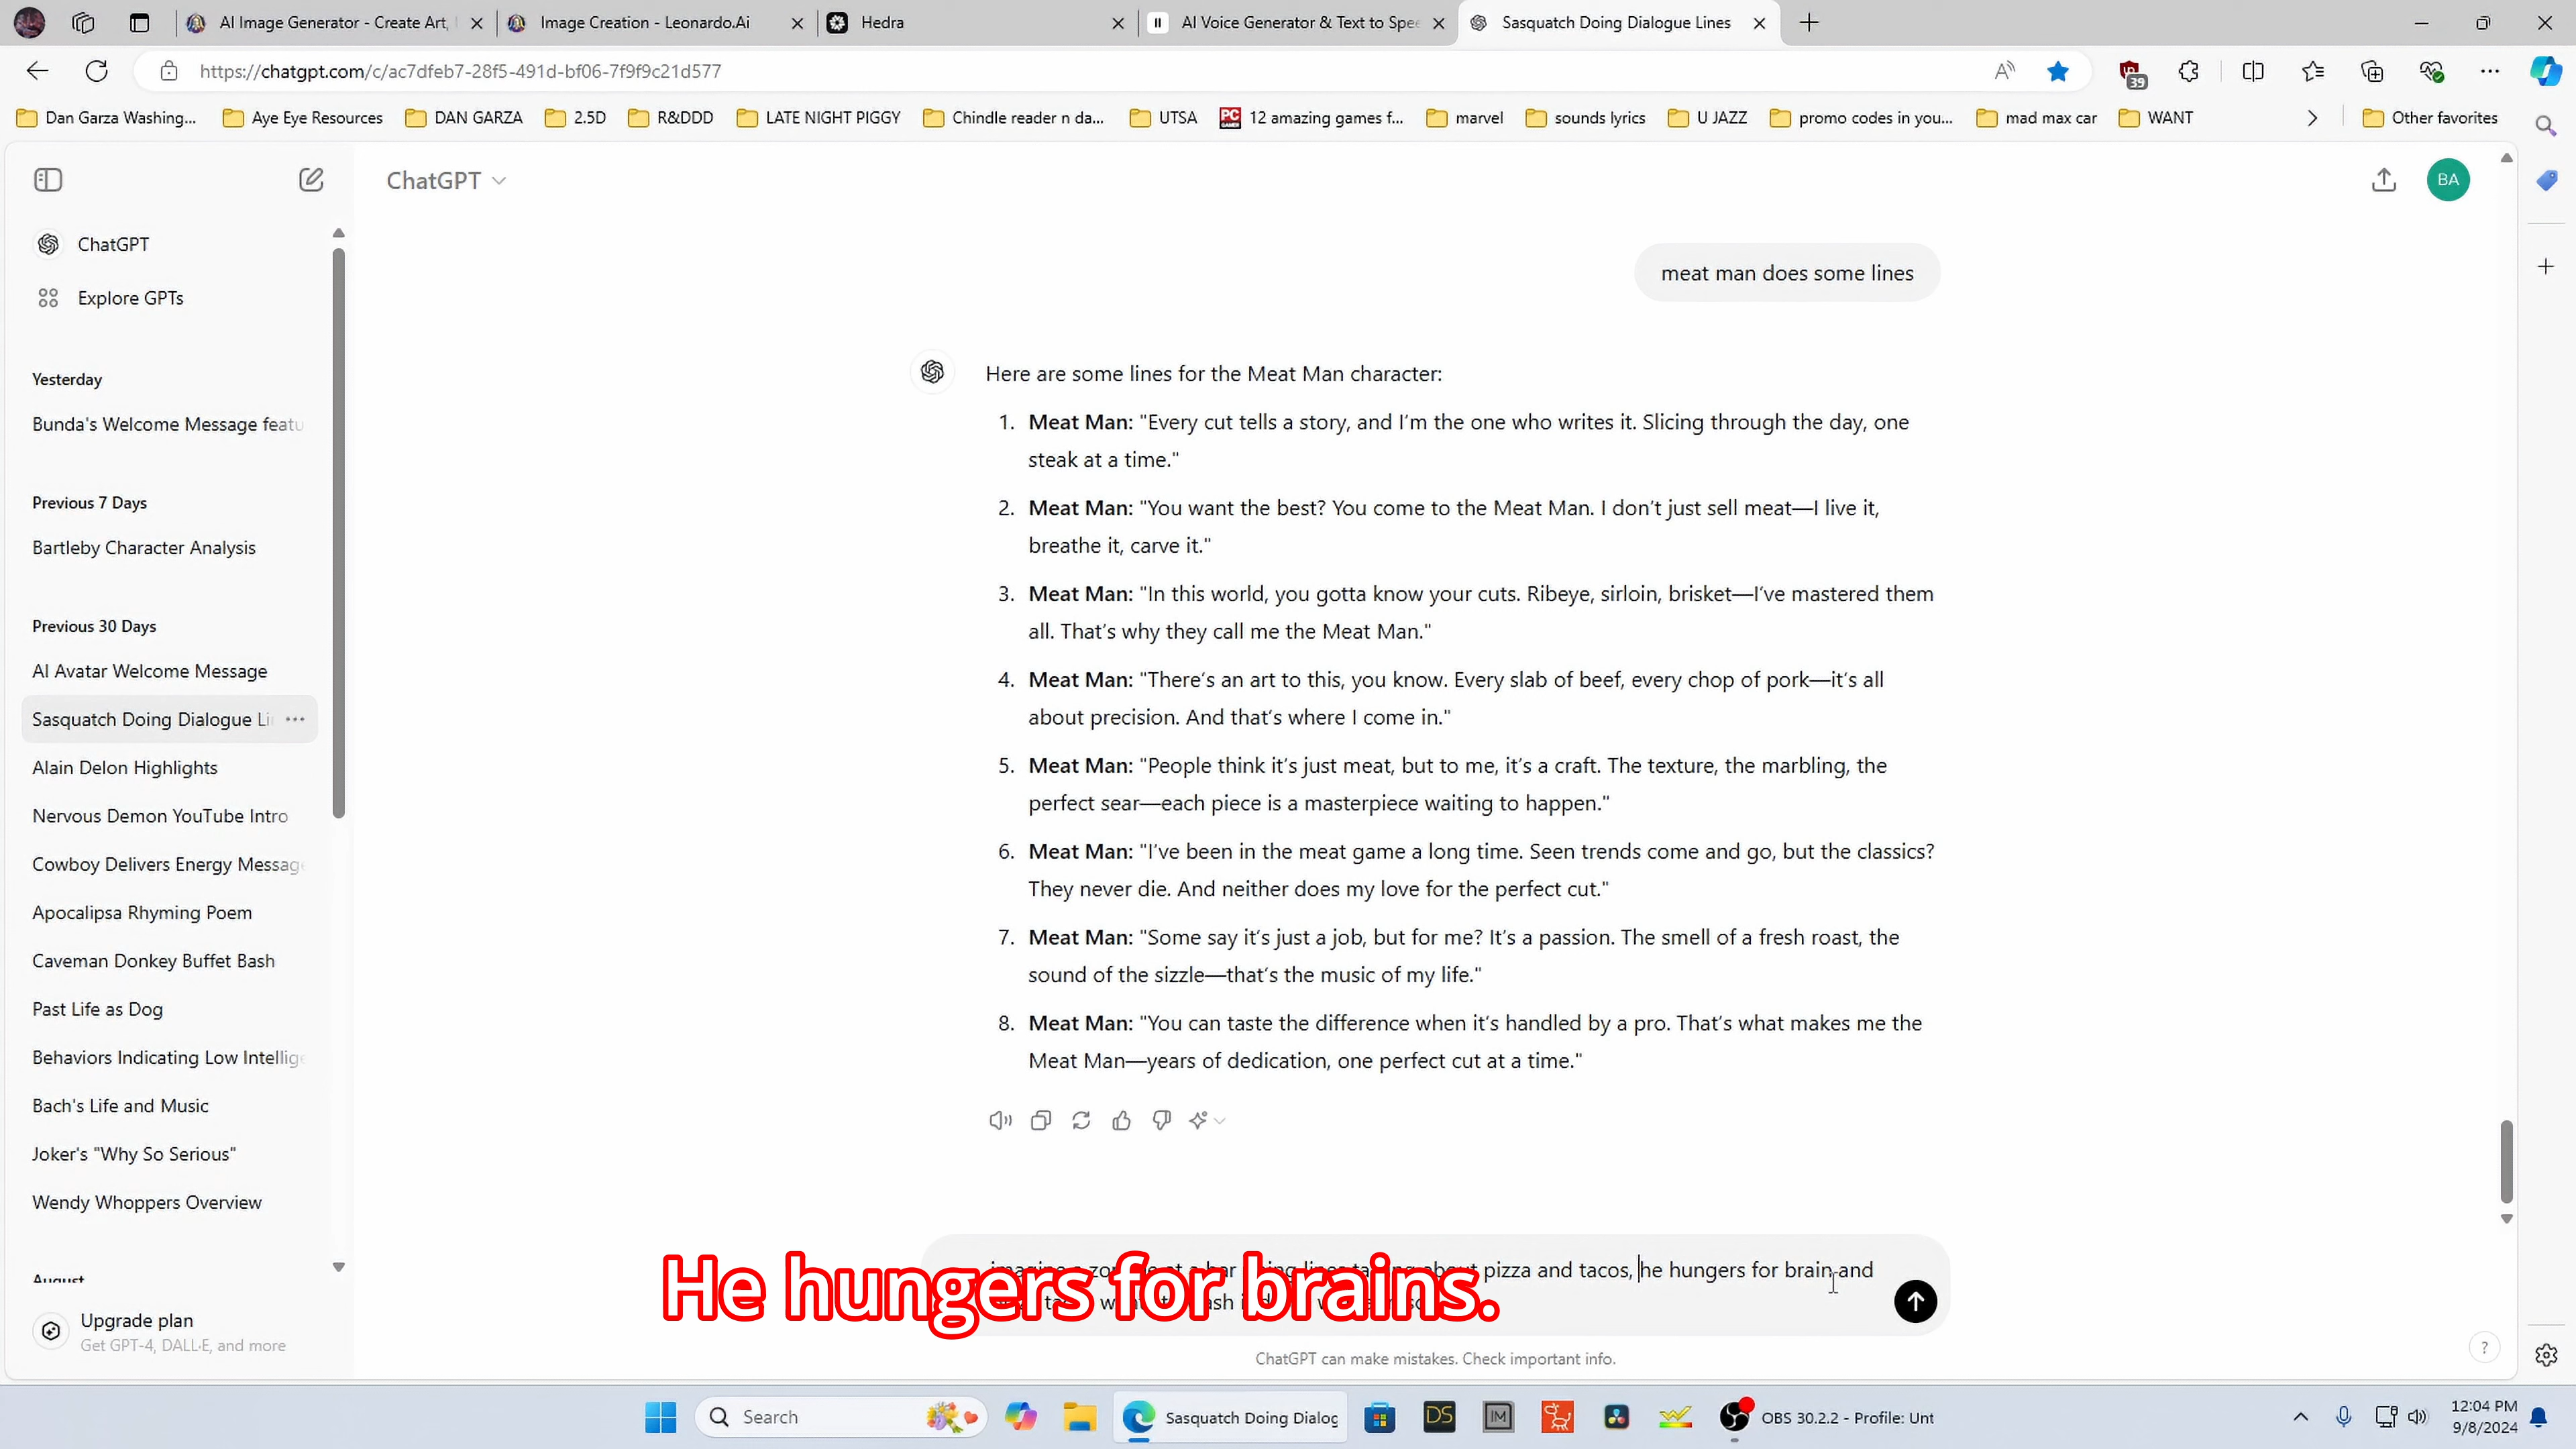 AI Image Generator - Create Art,
Image Creation - Leonardo.Ai
Hedra
AI Voice Generator & Text to Spee
Sasquatch Doing Dialogue Lines
https://chatgpt.com/c/ac7dfeb7-28f5-491d-bf06-7f9f9c21d577
39
Dan Garza Washing...
Aye Eye Resources
DAN GARZA
2.5D
R&DDD
LATE NIGHT PIGGY
Chindle reader n da...
UTSA
PC
12 amazing games f...
marvel
sounds lyrics
U JAZZ
promo codes in you...
mad max car
WANT
Other favorites
ChatGPT
BA
ChatGPT
Explore GPTs
Yesterday
Bunda's Welcome Message featu
Previous 7 Days
Bartleby Character Analysis
Previous 30 Days
AI Avatar Welcome Message
Sasquatch Doing Dialogue Li
Alain Delon Highlights
Nervous Demon YouTube Intro
Cowboy Delivers Energy Message
Apocalipsa Rhyming Poem
Caveman Donkey Buffet Bash
Past Life as Dog
Behaviors Indicating Low Intellige
Bach's Life and Music
Joker's "Why So Serious"
Wendy Whoppers Overview
August
Upgrade plan
Get GPT-4, DALL·E, and more
meat man does some lines
Here are some lines for the Meat Man character:
1. Meat Man: "Every cut tells a story, and I'm the one who writes it. Slicing through the day, one
steak at a time."
2. Meat Man: "You want the best? You come to the Meat Man. I don't just sell meat—I live it,
breathe it, carve it."
3. Meat Man: "In this world, you gotta know your cuts. Ribeye, sirloin, brisket—I've mastered them
all. That's why they call me the Meat Man."
4. Meat Man: "There's an art to this, you know. Every slab of beef, every chop of pork—it's all
about precision. And that's where I come in."
5. Meat Man: "People think it's just meat, but to me, it's a craft. The texture, the marbling, the
perfect sear—each piece is a masterpiece waiting to happen."
6. Meat Man: "I've been in the meat game a long time. Seen trends come and go, but the classics?
They never die. And neither does my love for the perfect cut."
7. Meat Man: "Some say it's just a job, but for me? It's a passion. The smell of a fresh roast, the
sound of the sizzle—that's the music of my life."
8. Meat Man: "You can taste the difference when it's handled by a pro. That's what makes me the
Meat Man—years of dedication, one perfect cut at a time."
about pizza and tacos, he hungers for brain and
He hungers for brains.
ChatGPT can make mistakes. Check important info.
?
Search
Sasquatch Doing Dialog
DS
IM
OBS 30.2.2 - Profile: Unt
12:04 PM
9/8/2024